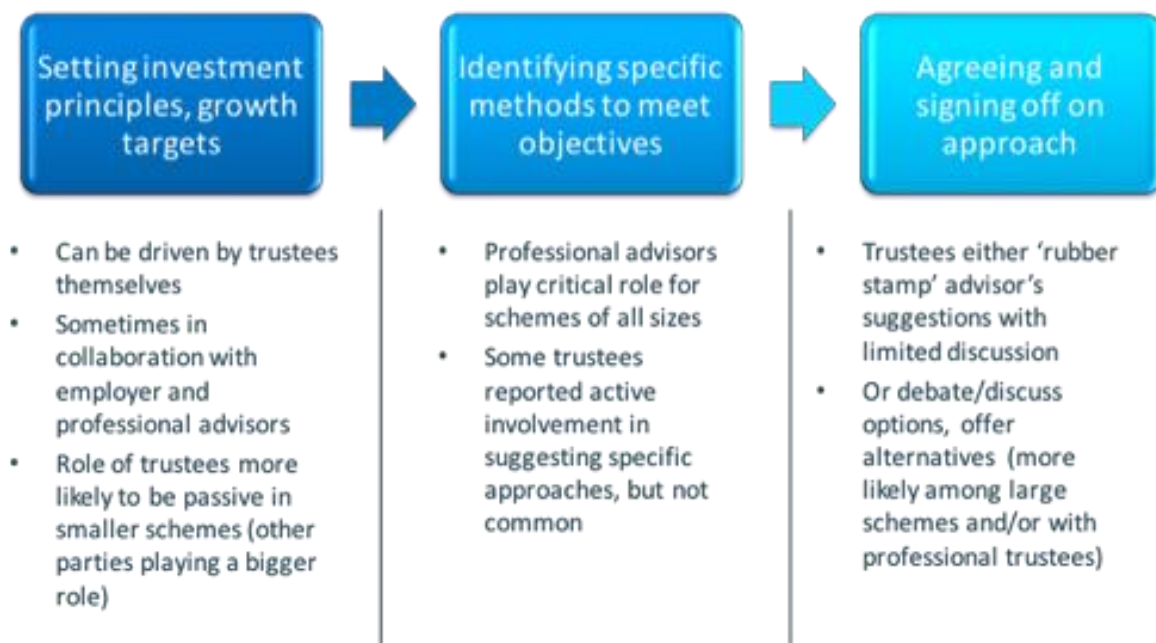 Setting investment
principles, growth
targets
Identifying specific
methods to meet
objectives
Agreeing and
signing off on
approach
• Can be driven by trustees
themselves
• Sometimes in
collaboration with
employer and
professional advisors
• Role of trustees more
likely to be passive in
smaller schemes (other
parties playing a bigger
role)
• Professional advisors
play critical role for
schemes of all sizes
• Some trustees
reported active
involvement in
suggesting specific
approaches, but not
common
• Trustees either ‘rubber
stamp’ advisor’s
suggestions with
limited discussion
• Or debate/discuss
options, offer
alternatives (more
likely among large
schemes and/or with
professional trustees)